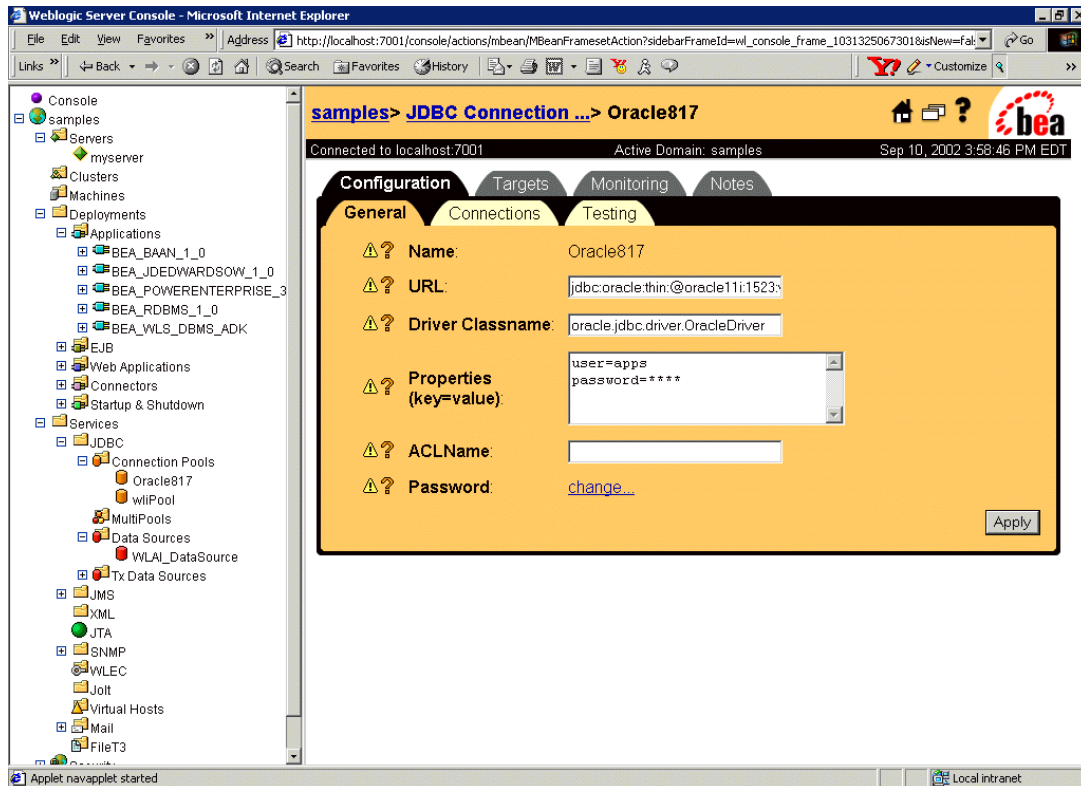 Weblogic Server Console - Microsoft Internet Explorer
File Edit View Favorites » Address http://localhost:7001/console/actions/mbean/MBeanFramesetAction?sidebarFrameId=wl_console_frame_1031325067301&isNew=fal Go
Links » Back Search Favorites History Customize »
Console
samples
Servers
myserver
Clusters
Machines
Deployments
Applications
BEA_BAAN_1_0
BEA_JDEDWARDSOW_1_0
BEA_POWERENTERPRISE_3
BEA_RDBMS_1_0
BEA_WLS_DBMS_ADK
EJB
Web Applications
Connectors
Startup & Shutdown
Services
JDBC
Connection Pools
Oracle817
wliPool
MultiPools
Data Sources
WLAI_DataSource
Tx Data Sources
JMS
XML
JTA
SNMP
WLEC
Jolt
Virtual Hosts
Mail
FileT3
samples> JDBC Connection ...> Oracle817
bea
Connected to localhost:7001 Active Domain: samples Sep 10, 2002 3:58:46 PM EDT
Configuration Targets Monitoring Notes
General Connections Testing
? Name: Oracle817
? URL: jdbc:oracle:thin:@oracle11i:1523:
? Driver Classname: oracle.jdbc.driver.OracleDriver
? Properties (key=value): user=apps
password=****
? ACLName:
? Password: change...
Apply
Applet navapplet started Local intranet